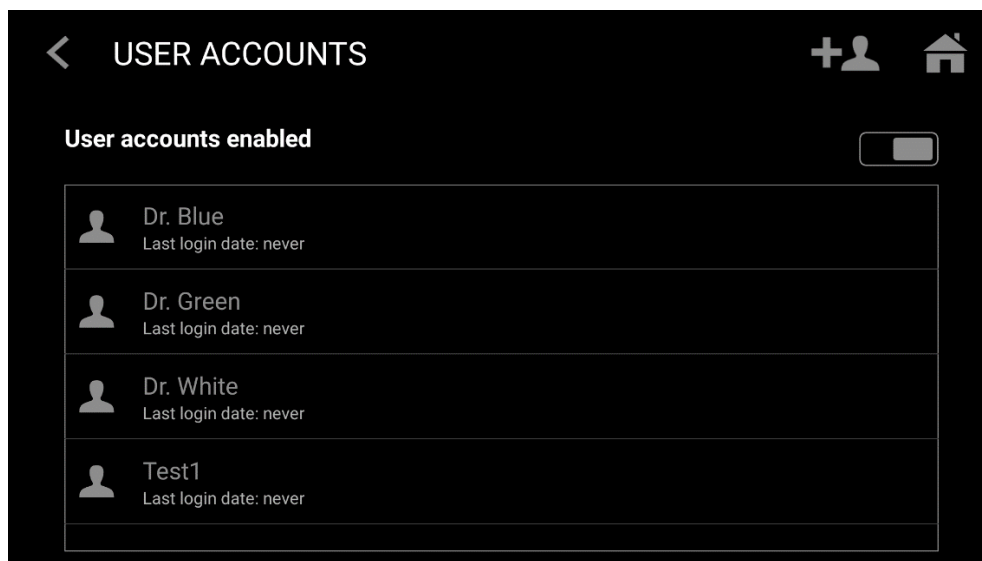 USER ACCOUNTS
User accounts enabled
Dr. Blue
Last login date: never
Dr. Green
Last login date: never
Dr. White
Last login date: never
Test1
Last login date: never